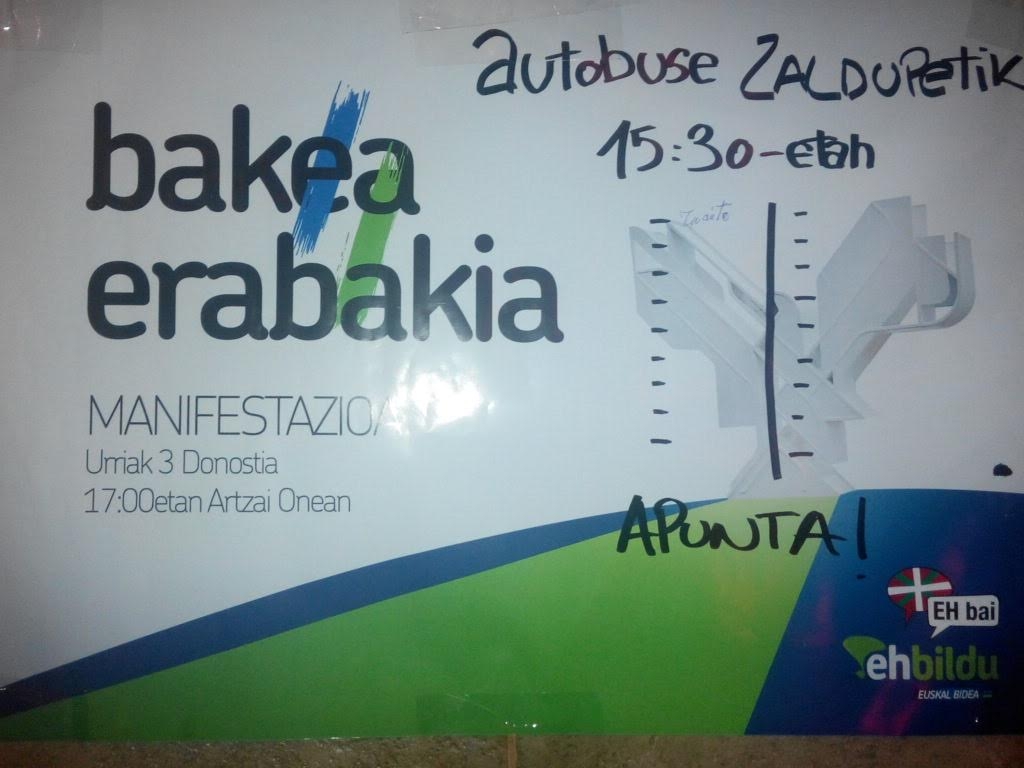 autobuse ZALDUPEtik
15:30-etan
bakea
erabakia
MANIFESTAZIOA
Urriak 3 Donostia
17:00etan Artzai Onean
APUNTA!
EH bai
ehbildu
EUSKAL BIDEA